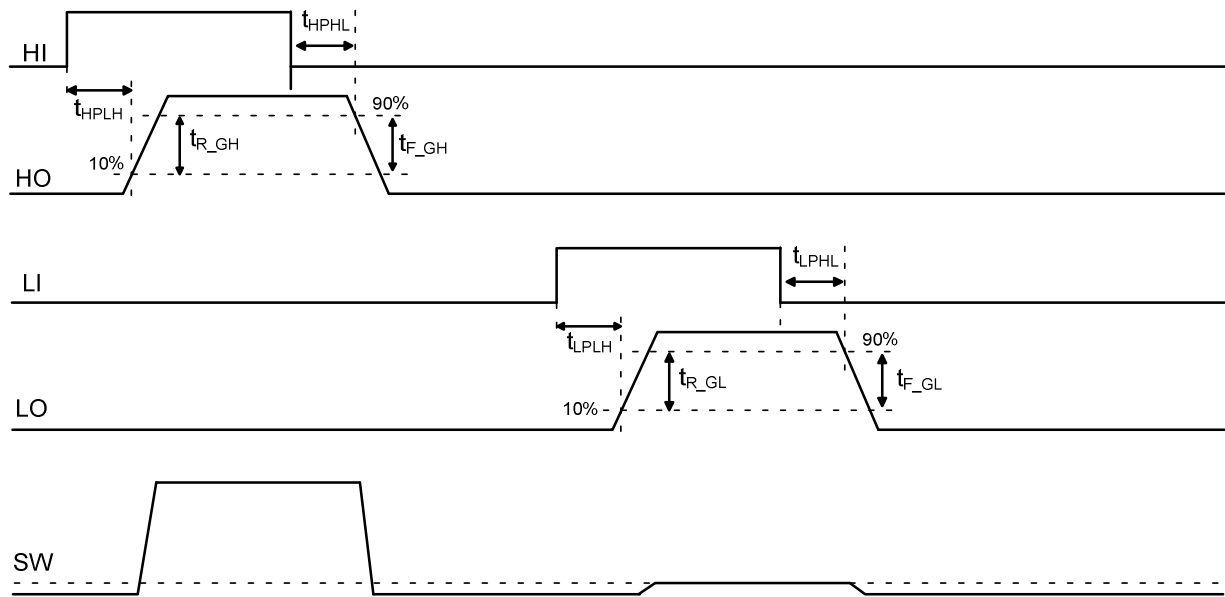 HI
tHPHL
tHPLH
90%
tR_GH
tF_GH
10%
HO
LI
tLPHL
tLPLH
90%
tR_GL
tF_GL
10%
LO
SW